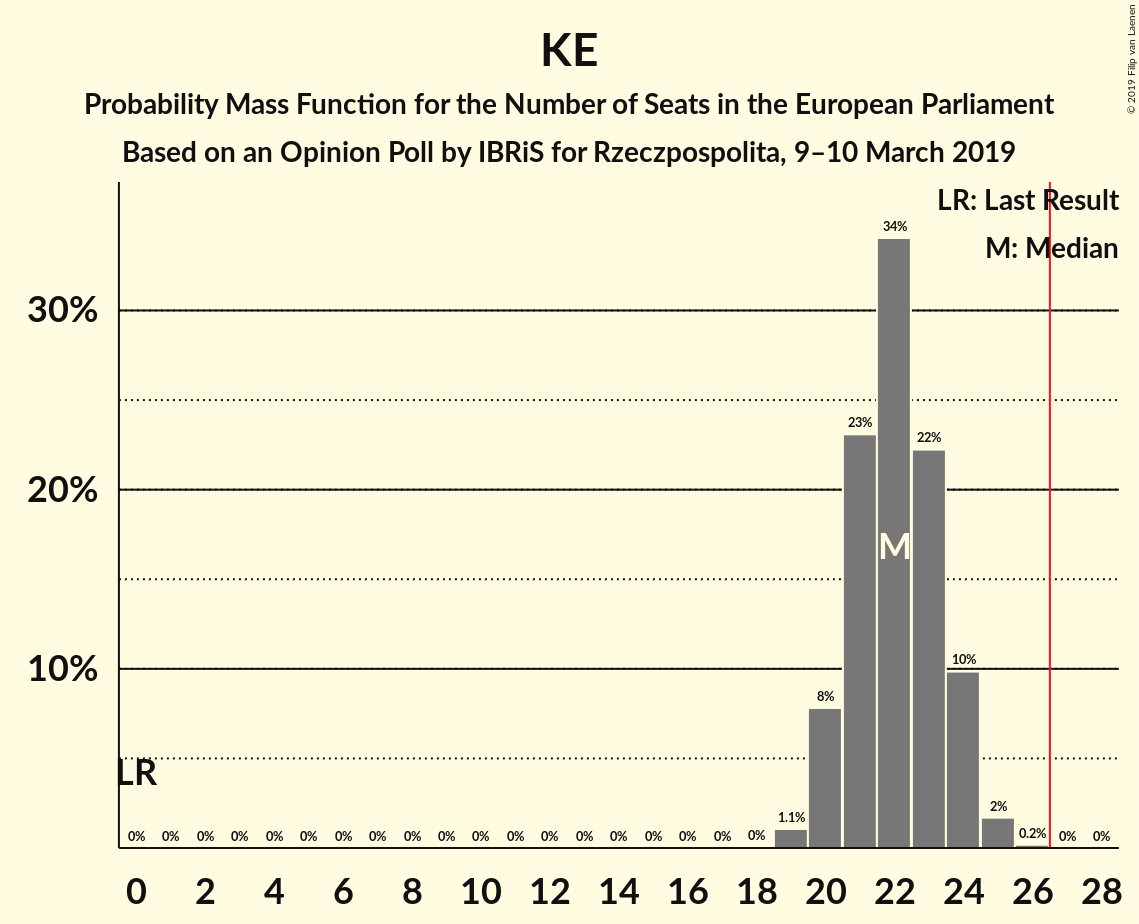 KE
Probability Mass Function for the Number of Seats in the European Parliament
Based on an Opinion Poll by IBRiS for Rzeczpospolita, 9–10 March 2019
© 2019 Filip van Laenen
LR: Last Result
M: Median
34%
30%
23%
22%
20%
M
10%
10%
8%
LR
0% 0% 0% 0% 0% 0% 0% 0% 0% 0% 0% 0% 0% 0% 0% 0% 0% 0% 0% 1.1% 2% 0.2% 0% 0%
0 2 4 6 8 10 12 14 16 18 20 22 24 26 28